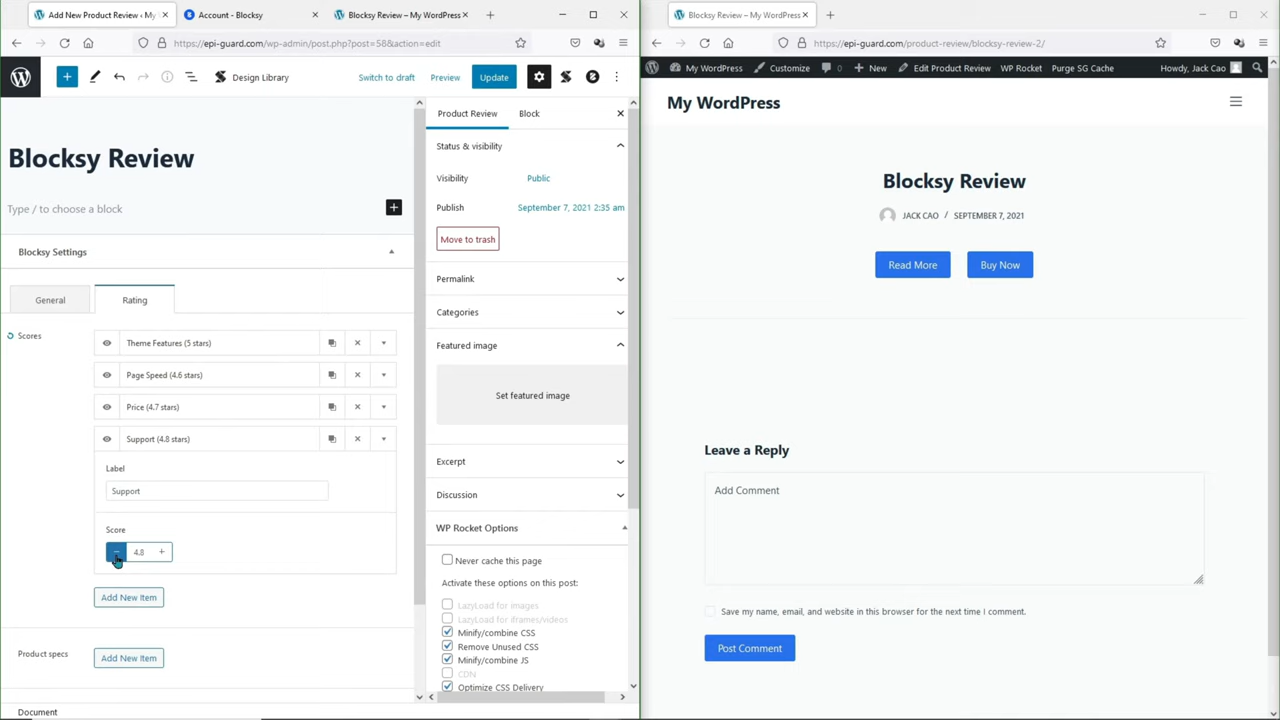 Add New Product Review ‹ My W
Account - Blocksy
Blocksy Review – My WordPress
https://epi-guard.com/wp-admin/post.php?post=58&action=edit
Design Library
Switch to draft
Preview
Update
Product Review
Block
Blocksy Review
Type / to choose a block
Blocksy Settings
General
Rating
Scores
Theme Features (5 stars)
Page Speed (4.6 stars)
Price (4.7 stars)
Support (4.8 stars)
Label
Support
Score
4.8
Add New Item
Product specs
Add New Item
Document
Status & visibility
Visibility
Public
Publish
September 7, 2021 2:35 am
Move to trash
Permalink
Categories
Featured image
Set featured image
Excerpt
Discussion
WP Rocket Options
Never cache this page
Activate these options on this post:
LazyLoad for images
LazyLoad for iframes/videos
Minify/combine CSS
Remove Unused CSS
Minify/combine JS
CDN
Optimize CSS Delivery
Blocksy Review – My WordPress
https://epi-guard.com/product-review/blocksy-review-2/
My WordPress
Customize
0
New
Edit Product Review
WP Rocket
Purge SG Cache
Howdy, Jack Cao
My WordPress
Blocksy Review
JACK CAO / SEPTEMBER 7, 2021
Read More
Buy Now
Leave a Reply
Add Comment
Save my name, email, and website in this browser for the next time I comment.
Post Comment